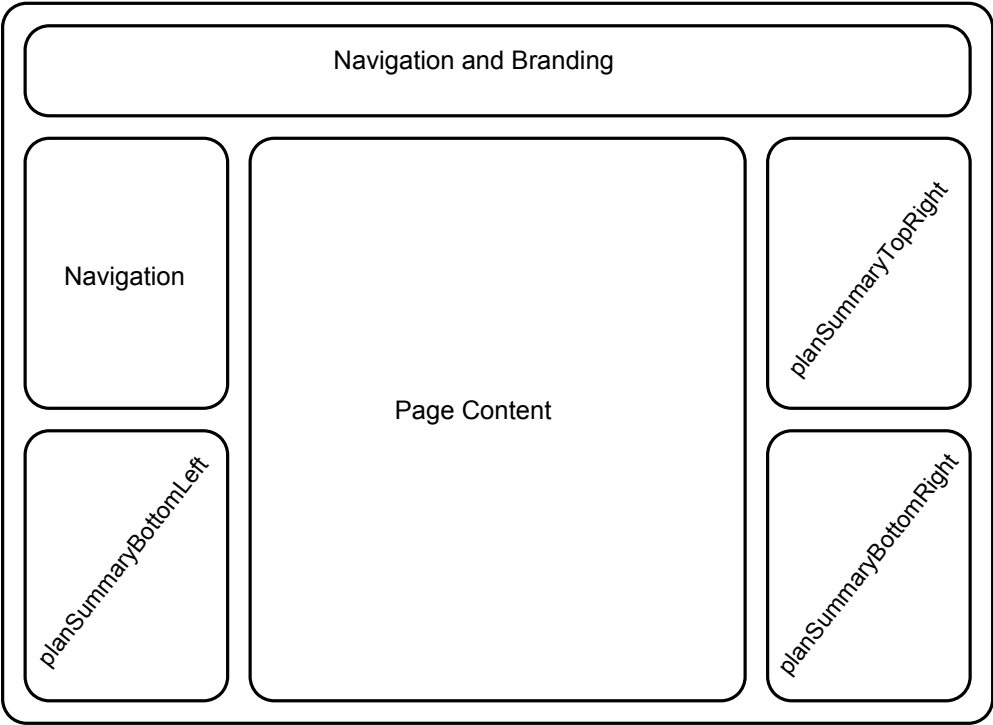 Navigation and Branding
Navigation
planSummaryTopRight
Page Content
planSummaryBottomLeft
planSummaryBottomRight